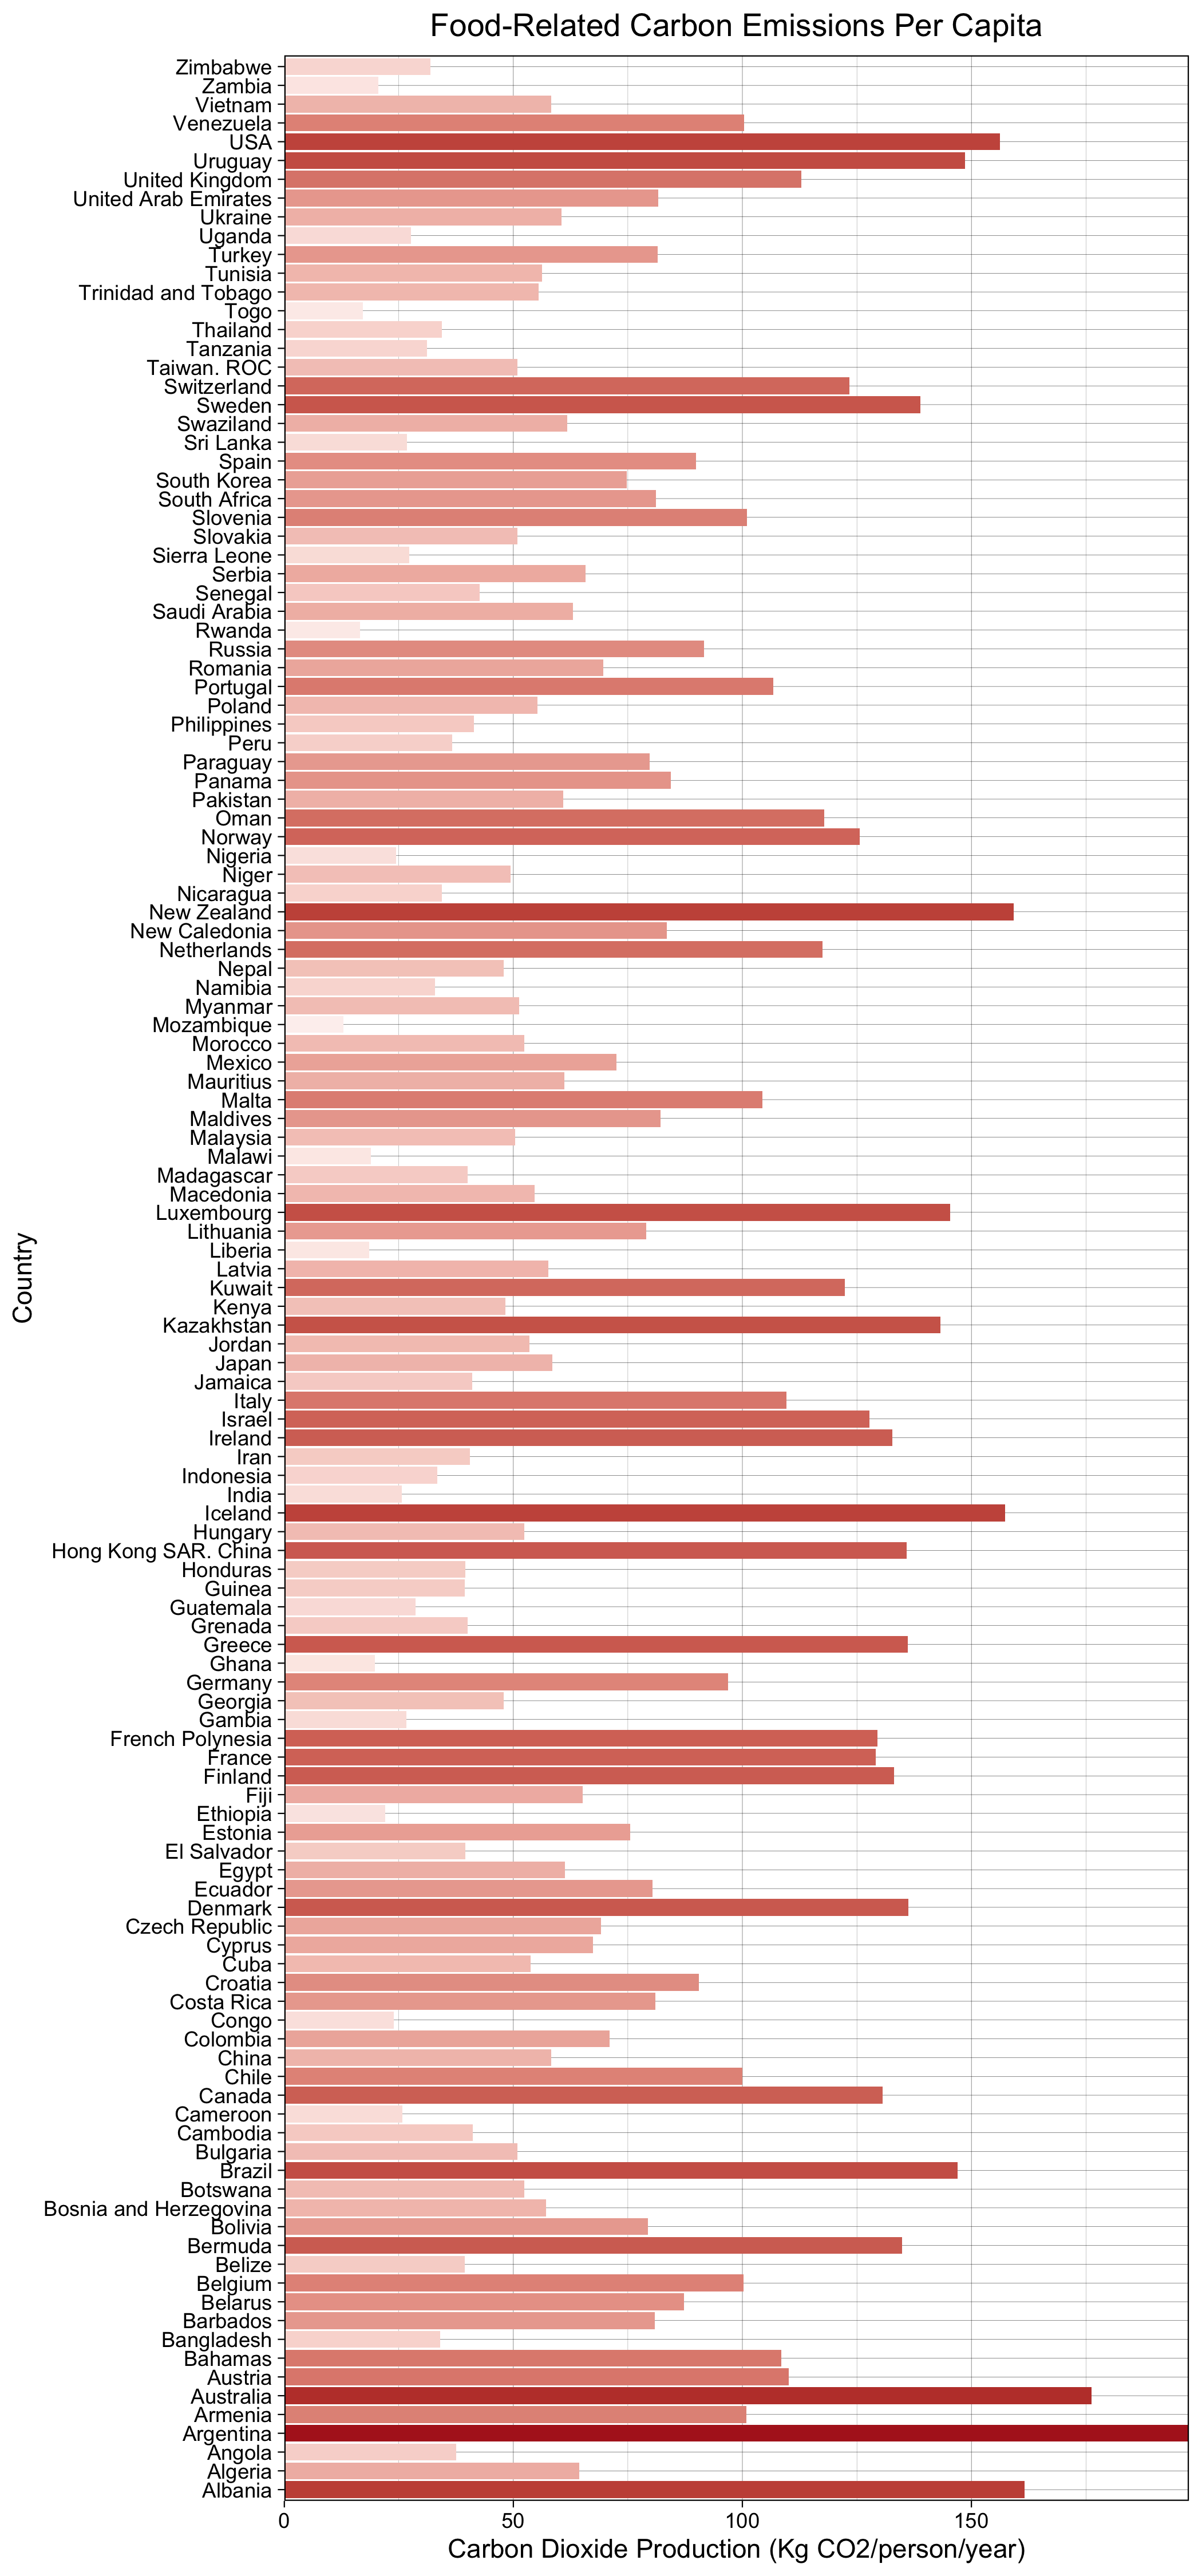 Food-Related Carbon Emissions Per Capita
Zimbabwe
Zambia
Vietnam
Venezuela
USA
Uruguay
United Kingdom
United Arab Emirates
Ukraine
Uganda
Turkey
Tunisia
Trinidad and Tobago
Togo
Thailand
Tanzania
Taiwan. ROC
Switzerland
Sweden
Swaziland
Sri Lanka
Spain
South Korea
South Africa
Slovenia
Slovakia
Sierra Leone
Serbia
Senegal
Saudi Arabia
Rwanda
Russia
Romania
Portugal
Poland
Philippines
Peru
Paraguay
Panama
Pakistan
Oman
Norway
Nigeria
Niger
Nicaragua
New Zealand
New Caledonia
Netherlands
Nepal
Namibia
Myanmar
Mozambique
Morocco
Mexico
Mauritius
Malta
Maldives
Malaysia
Malawi
Madagascar
Macedonia
Luxembourg
Lithuania
Liberia
Latvia
Kuwait
Kenya
Kazakhstan
Jordan
Japan
Jamaica
Italy
Israel
Ireland
Iran
Indonesia
India
Iceland
Hungary
Hong Kong SAR. China
Honduras
Guinea
Guatemala
Grenada
Greece
Ghana
Germany
Georgia
Gambia
French Polynesia
France
Finland
Fiji
Ethiopia
Estonia
El Salvador
Egypt
Ecuador
Denmark
Czech Republic
Cyprus
Cuba
Croatia
Costa Rica
Congo
Colombia
China
Chile
Canada
Cameroon
Cambodia
Bulgaria
Brazil
Botswana
Bosnia and Herzegovina
Bolivia
Bermuda
Belize
Belgium
Belarus
Barbados
Bangladesh
Bahamas
Austria
Australia
Armenia
Argentina
Angola
Algeria
Albania
Country
0 50 100 150
Carbon Dioxide Production (Kg CO2/person/year)